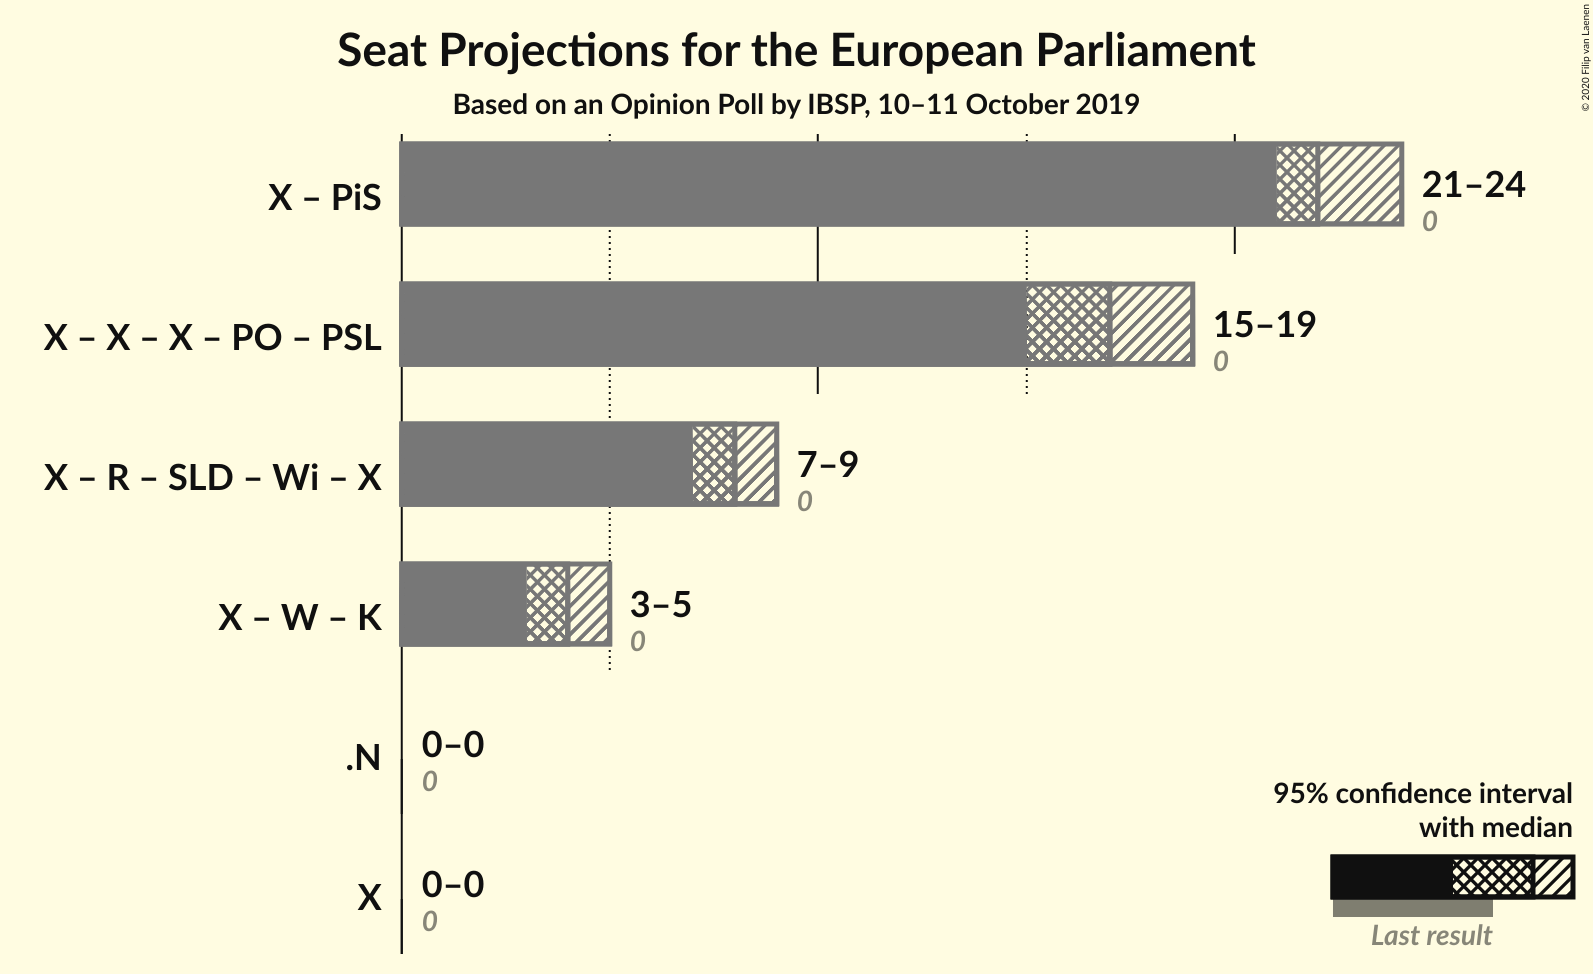 Seat Projections for the European Parliament
Based on an Opinion Poll by IBSP, 10–11 October 2019
© 2020 Filip van Laenen
X – PiS
21–24
0
X – X – X – PO – PSL
15–19
0
X – R – SLD – Wi – X
7–9
0
X – W – K
3–5
0
.N
0–0
0
X
0–0
0
95% confidence interval
with median
Last result